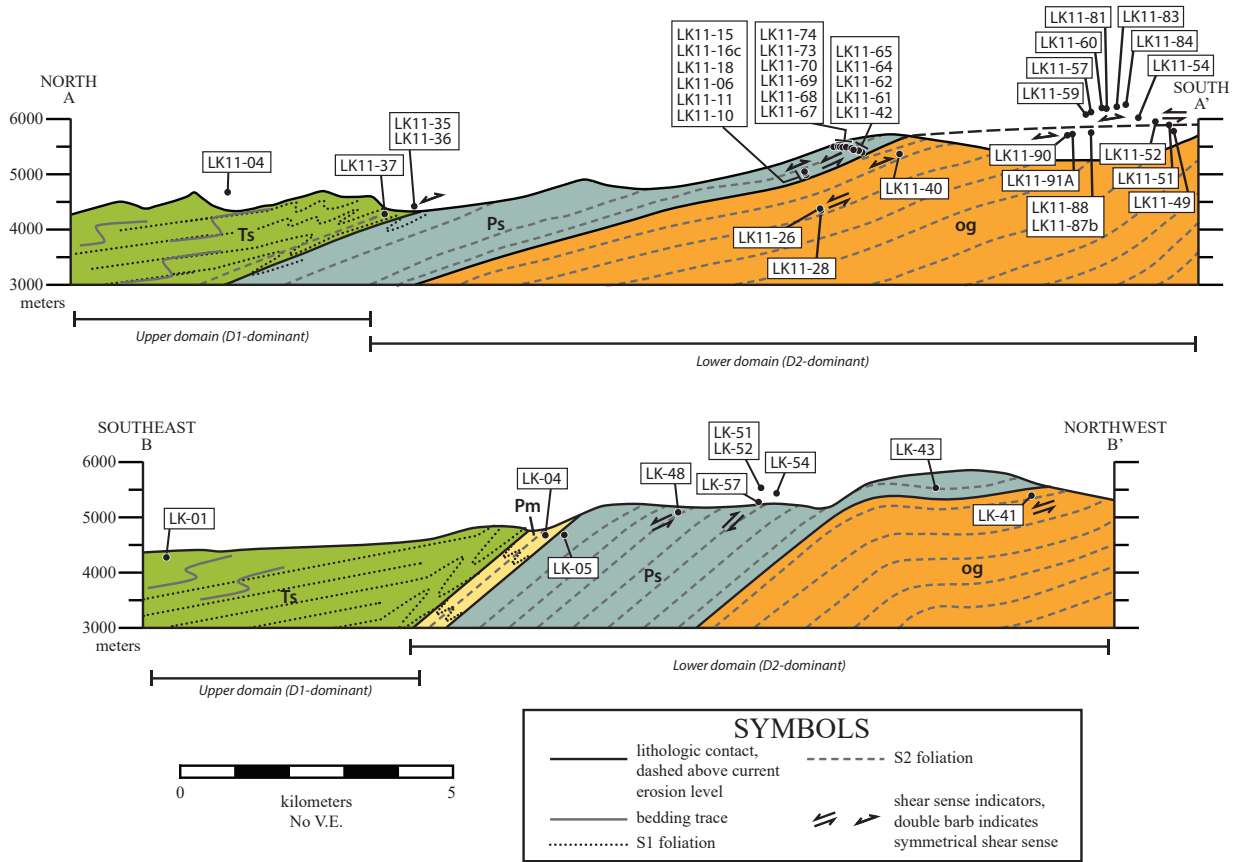 NORTH
A
6000
5000
4000
3000
meters
LK11-04
LK11-37
LK11-35
LK11-36
LK11-15
LK11-16c
LK11-18
LK11-06
LK11-11
LK11-10
LK11-74
LK11-73
LK11-70
LK11-69
LK11-68
LK11-67
LK11-65
LK11-64
LK11-62
LK11-61
LK11-42
LK11-81
LK11-83
LK11-60
LK11-84
LK11-57
LK11-54
LK11-59
SOUTH
A'
LK11-90
LK11-52
LK11-91A
LK11-51
LK11-88
LK11-87b
LK11-49
LK11-40
LK11-26
LK11-28
Ts
Ps
og
Upper domain (D1-dominant)
Lower domain (D2-dominant)
SOUTHEAST
B
6000
5000
4000
3000
meters
LK-01
Pm
LK-04
LK-05
LK-48
LK-51
LK-52
LK-57
LK-54
LK-43
LK-41
NORTHWEST
B'
Ts
Ps
og
Upper domain (D1-dominant)
Lower domain (D2-dominant)
0
5
kilometers
No V.E.
SYMBOLS
lithologic contact,
dashed above current
erosion level
bedding trace
S1 foliation
S2 foliation
shear sense indicators,
double barb indicates
symmetrical shear sense